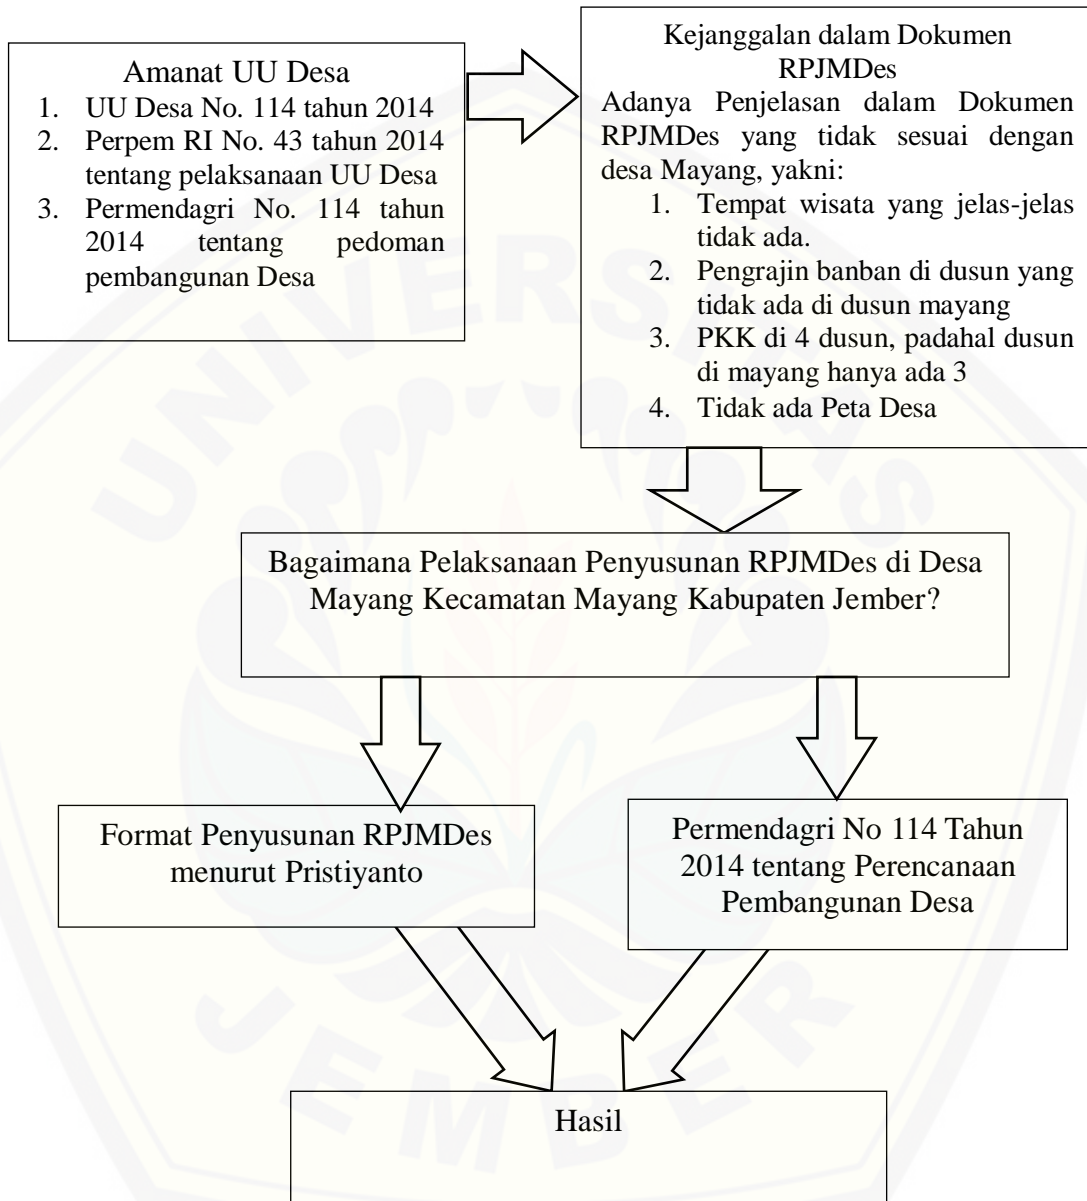 Amanat UU Desa
1. UU Desa No. 114 tahun 2014
2. Perpem RI No. 43 tahun 2014
tentang pelaksanaan UU Desa
3. Permendagri No. 114 tahun
2014 tentang pedoman
pembangunan Desa
Kejanggalan dalam Dokumen
RPJMDes
Adanya Penjelasan dalam Dokumen
RPJMDes yang tidak sesuai dengan
desa Mayang, yakni:
1. Tempat wisata yang jelas-jelas
tidak ada.
2. Pengrajin banban di dusun yang
tidak ada di dusun mayang
3. PKK di 4 dusun, padahal dusun
di mayang hanya ada 3
4. Tidak ada Peta Desa
Bagaimana Pelaksanaan Penyusunan RPJMDes di Desa
Mayang Kecamatan Mayang Kabupaten Jember?
Format Penyusunan RPJMDes
menurut Pristiyanto
Permendagri No 114 Tahun
2014 tentang Perencanaan
Pembangunan Desa
Hasil
UNIVERSITAS
JEMBER